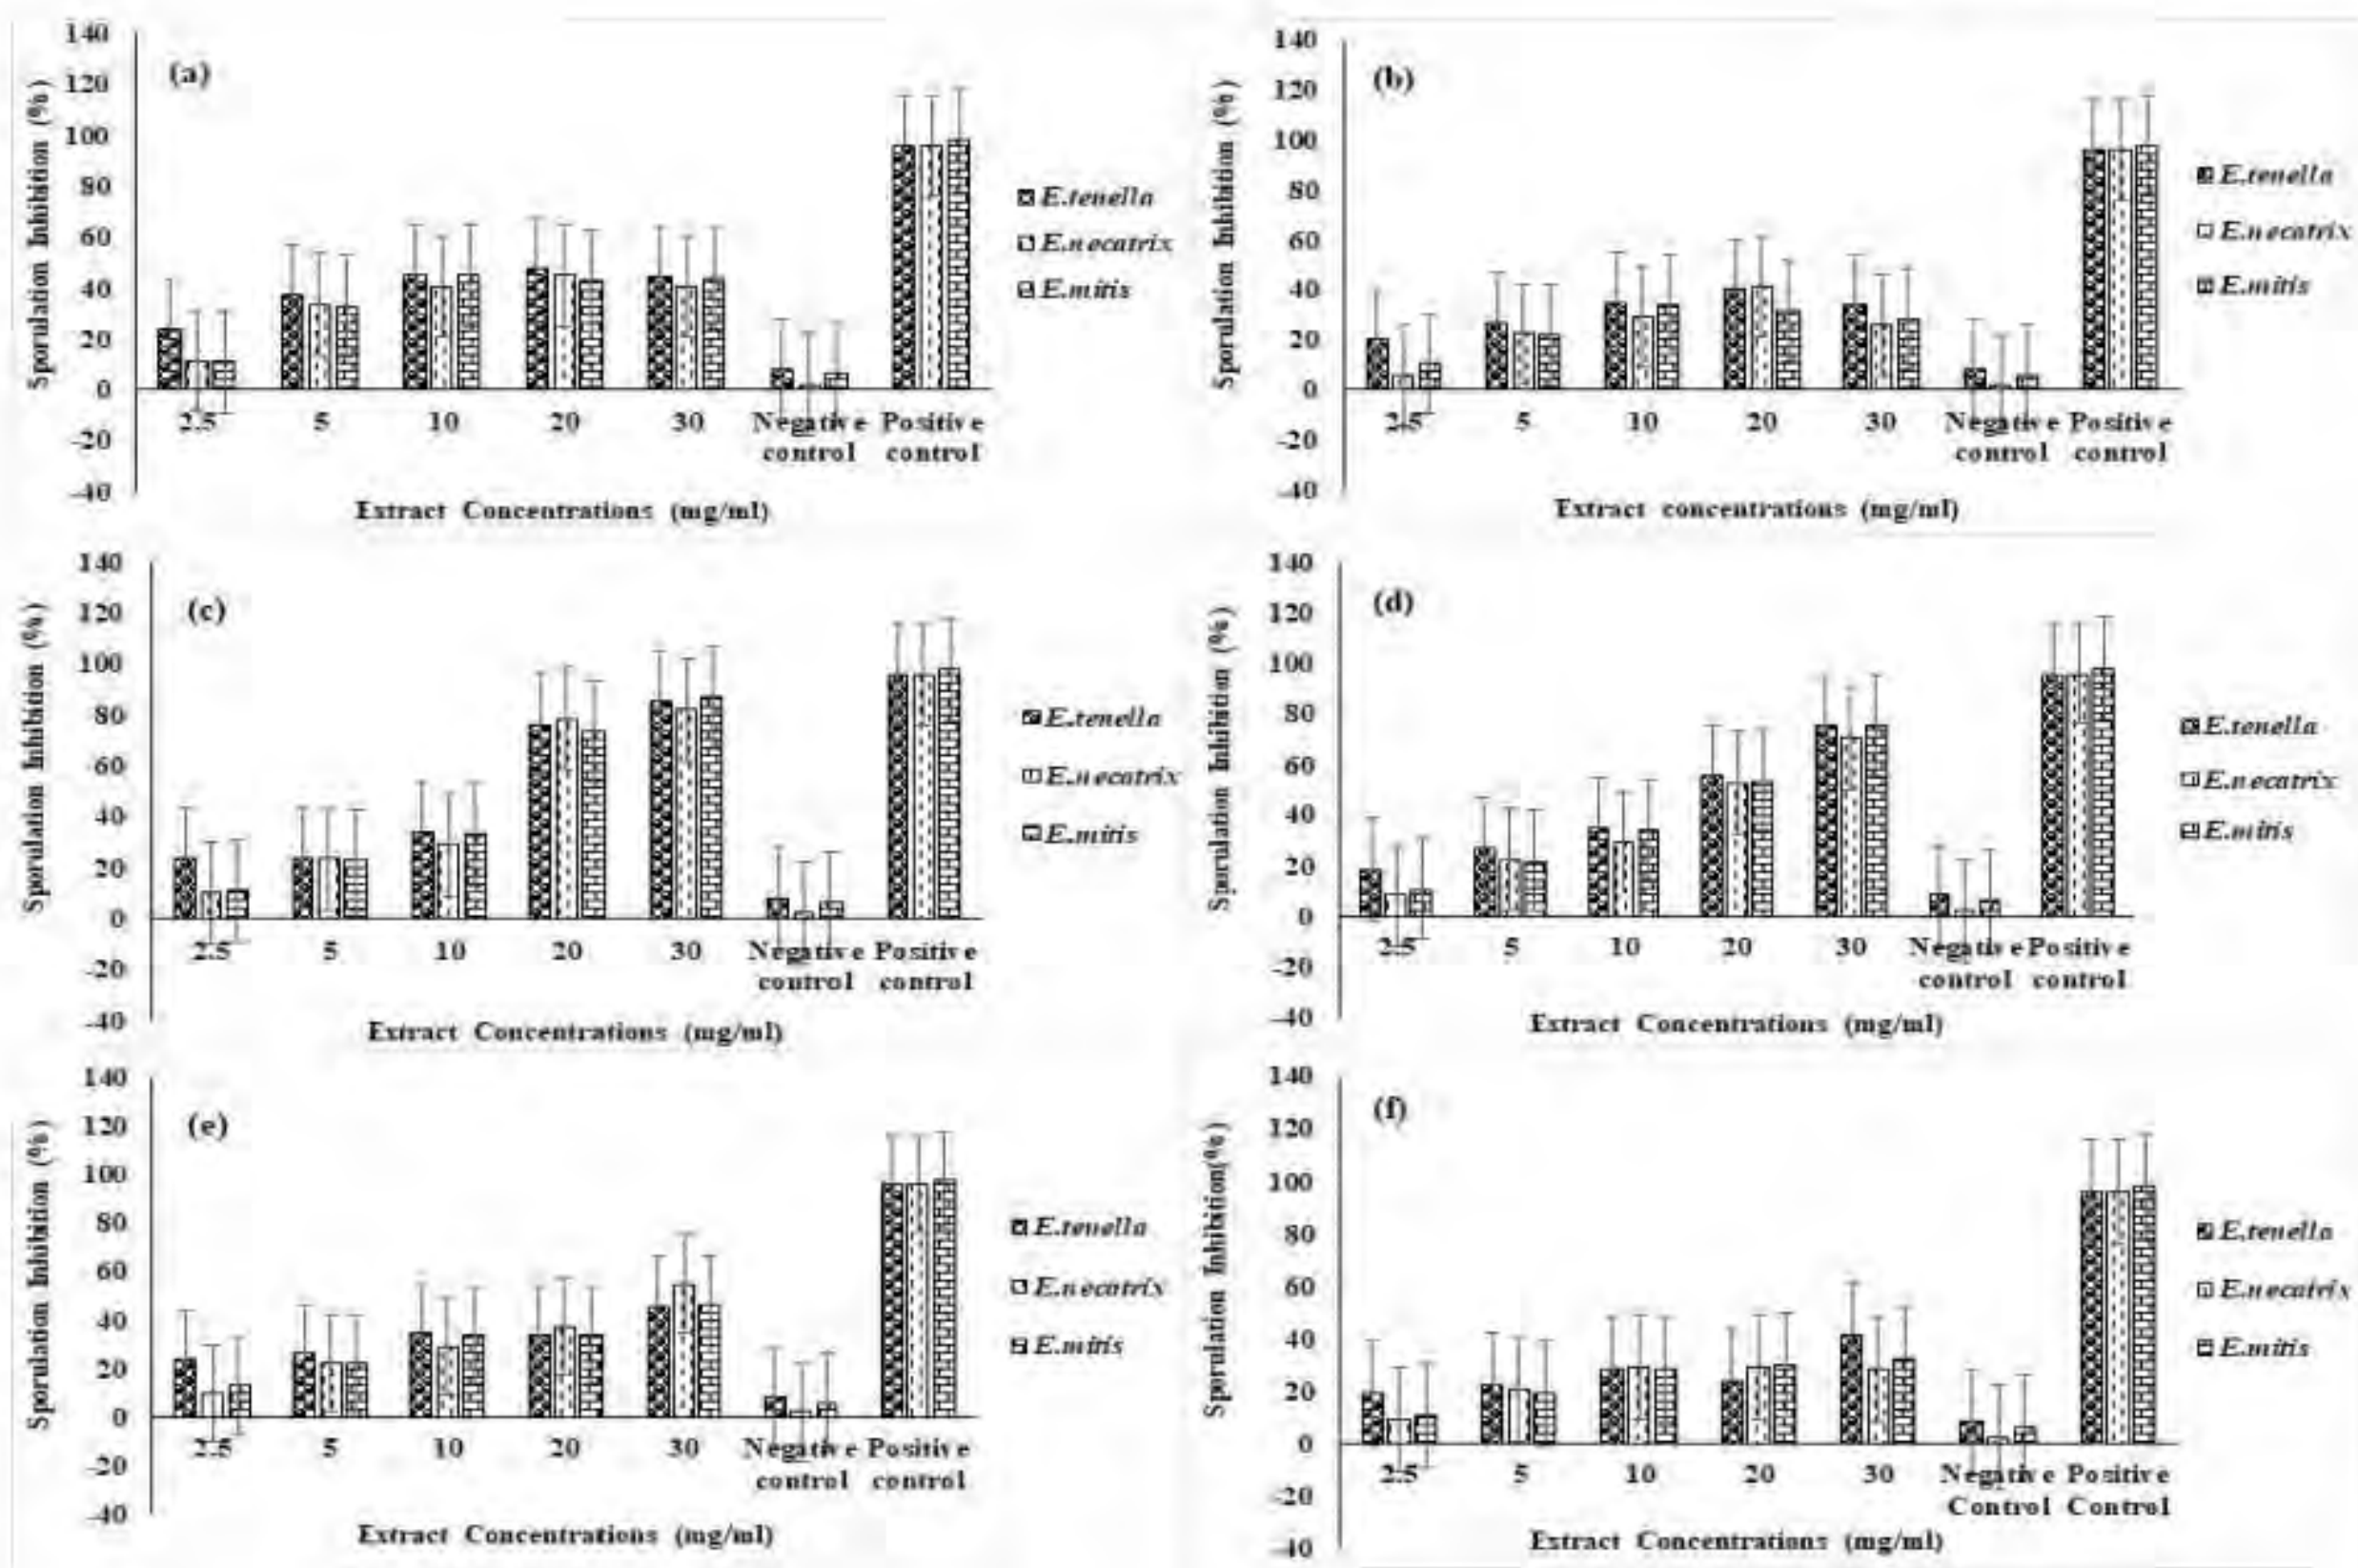 140
120
100
80
60
40
20
0
-20
-40
Sporulation Inhibition (%)
(a)
2.5 5 10 20 30 Negative control Positive control
Extract Concentrations (mg/ml)
E.tenella
E.necatrix
E.mitis
140
120
100
80
60
40
20
0
-20
-40
Sporulation Inhibition (%)
(b)
2.5 5 10 20 30 Negative control Positive control
Extract concentrations (mg/ml)
E.tenella
E.necatrix
E.mitis
140
120
100
80
60
40
20
0
-20
-40
Sporulation Inhibition (%)
(c)
2.5 5 10 20 30 Negative control Positive control
Extract Concentrations (mg/ml)
E.tenella
E.necatrix
E.mitis
140
120
100
80
60
40
20
0
-20
-40
Sporulation Inhibition (%)
(d)
2.5 5 10 20 30 Negative control Positive control
Extract Concentrations (mg/ml)
E.tenella
E.necatrix
E.mitis
140
120
100
80
60
40
20
0
-20
-40
Sporulation Inhibition (%)
(e)
2.5 5 10 20 30 Negative control Positive control
Extract Concentrations (mg/ml)
E.tenella
E.necatrix
E.mitis
140
120
100
80
60
40
20
0
-20
-40
Sporulation Inhibition(%)
(f)
2.5 5 10 20 30 Negative Control Positive Control
Extract Concentrations (mg/ml)
E.tenella
E.necatrix
E.mitis